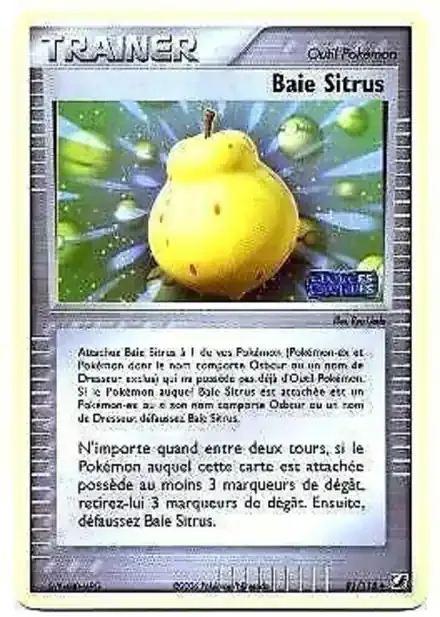 TRAINER
Outil Pokémon
Baie Sitrus
FORCES
Attachez Baie Sitrus à 1 de vos Pokémon (Pokémon-ex et
Pokémon dont le nom comporte Obscur ou un nom de
Dresseur exclus) qui ne possède pas déjà d'Outil Pokémon.
Si le Pokémon auquel Baie Sitrus est attachée est un
Pokémon-ex ou si son nom comporte Obscur ou un nom
de Dresseur, défaussez Baie Sitrus.
N'importe quand entre deux tours, si le
Pokémon auquel cette carte est attachée
possède au moins 3 marqueurs de dégât,
retirez-lui 3 marqueurs de dégât. Ensuite,
défaussez Baie Sitrus.
©2005 Pokémon